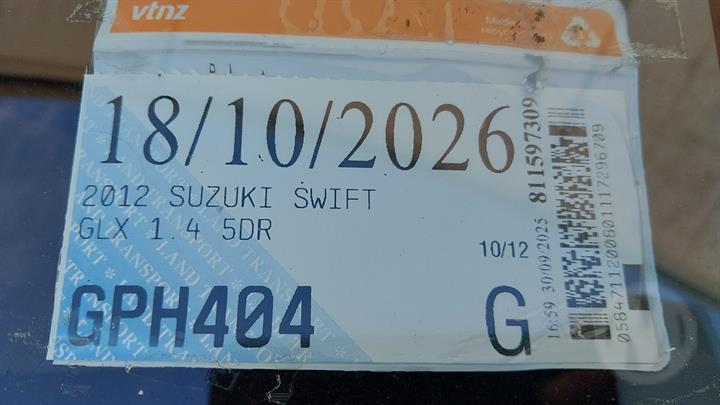 vtnz
18/10/2026
2012 SUZUKI SWIFT
GLX 1.4 5DR
10/12
GPH404
G
16:59 30/09/2025 811597309
05847112008011117296709